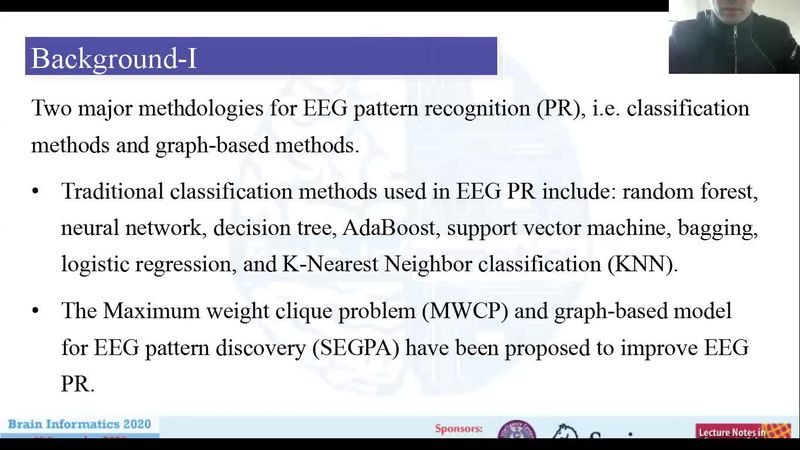 Background-I
Two major methdologies for EEG pattern recognition (PR), i.e. classification
methods and graph-based methods.
• Traditional classification methods used in EEG PR include: random forest,
neural network, decision tree, AdaBoost, support vector machine, bagging,
logistic regression, and K-Nearest Neighbor classification (KNN).
• The Maximum weight clique problem (MWCP) and graph-based model
for EEG pattern discovery (SEGPA) have been proposed to improve EEG
PR.
Brain Informatics 2020
Sponsors:
Lecture Notes in